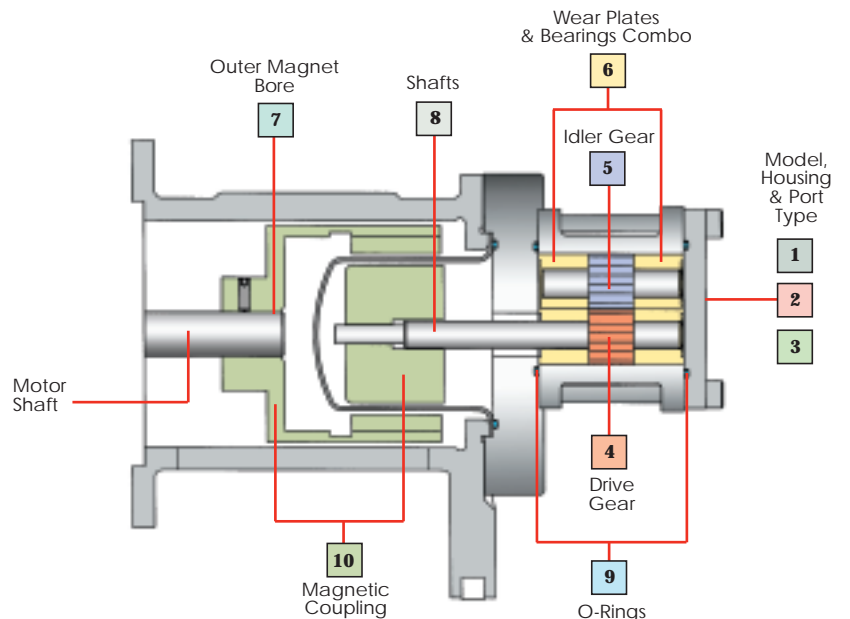 Wear Plates
& Bearings Combo
6
Outer Magnet
Bore
7
Shafts
8
Idler Gear
5
Model,
Housing
& Port
Type
1
2
3
Motor
Shaft
4
Drive
Gear
10
Magnetic
Coupling
9
O-Rings